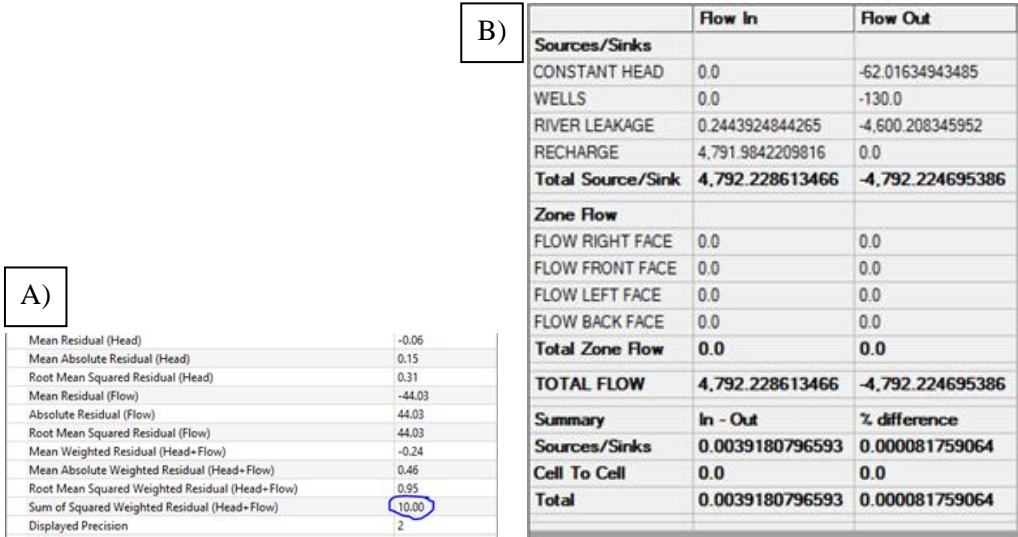 A)
Mean Residual (Head) -0.06
Mean Absolute Residual (Head) 0.15
Root Mean Squared Residual (Head) 0.31
Mean Residual (Flow) -44.03
Absolute Residual (Flow) 44.03
Root Mean Squared Residual (Flow) 44.03
Mean Weighted Residual (Head+Flow) -0.24
Mean Absolute Weighted Residual (Head+Flow) 0.46
Root Mean Squared Weighted Residual (Head+Flow) 0.95
Sum of Squared Weighted Residual (Head+Flow) 10.00
Displayed Precision 2
B)
Flow In Flow Out
Sources/Sinks
CONSTANT HEAD 0.0 -62.01634943485
WELLS 0.0 -130.0
RIVER LEAKAGE 0.2443924844265 -4,600.208345952
RECHARGE 4,791.9842209816 0.0
Total Source/Sink 4,792.228613466 -4,792.224695386
Zone Flow
FLOW RIGHT FACE 0.0 0.0
FLOW FRONT FACE 0.0 0.0
FLOW LEFT FACE 0.0 0.0
FLOW BACK FACE 0.0 0.0
Total Zone Flow 0.0 0.0
TOTAL FLOW 4,792.228613466 -4,792.224695386
Summary In - Out % difference
Sources/Sinks 0.0039180796593 0.000081759064
Cell To Cell 0.0 0.0
Total 0.0039180796593 0.000081759064